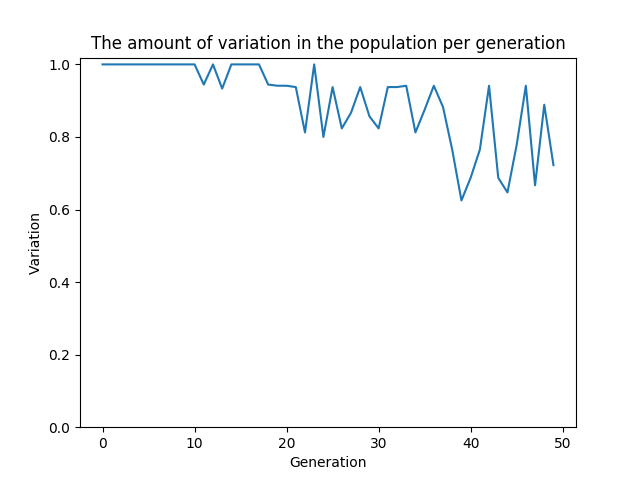 The amount of variation in the population per generation
1.0
0.8
0.6
0.4
0.2
0.0
Variation
0 10 20 30 40 50
Generation